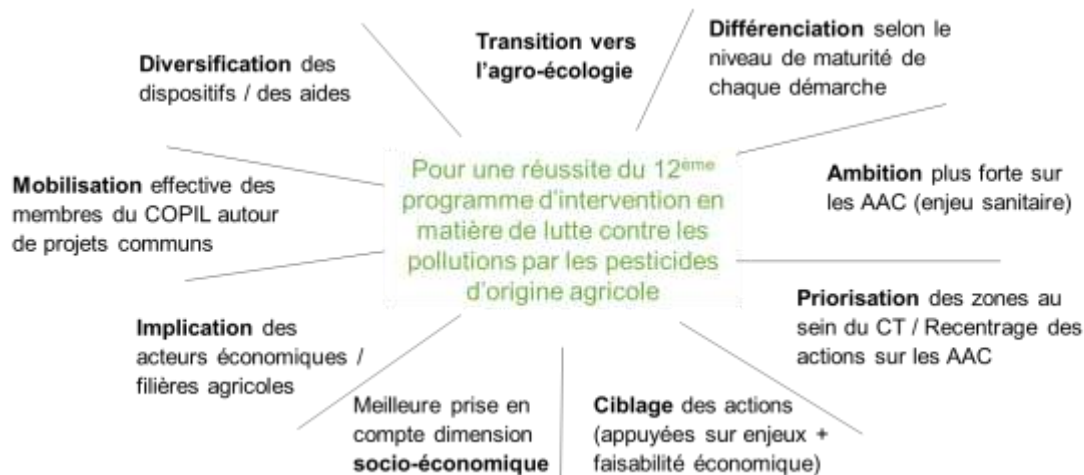 Transition vers
l'agro-écologie
Différenciation selon le
niveau de maturité de
chaque démarche
Diversification des
dispositifs / des aides
Pour une réussite du 12ème
programme d'intervention en
matière de lutte contre les
pollutions par les pesticides
d'origine agricole
Ambition plus forte sur
les AAC (enjeu sanitaire)
Mobilisation effective des
membres du COPIL autour
de projets communs
Priorisation des zones au
sein du CT / Recentrage des
actions sur les AAC
Implication des
acteurs économiques /
filières agricoles
Meilleure prise en
compte dimension
socio-économique
Ciblage des actions
(appuyées sur enjeux +
faisabilité économique)